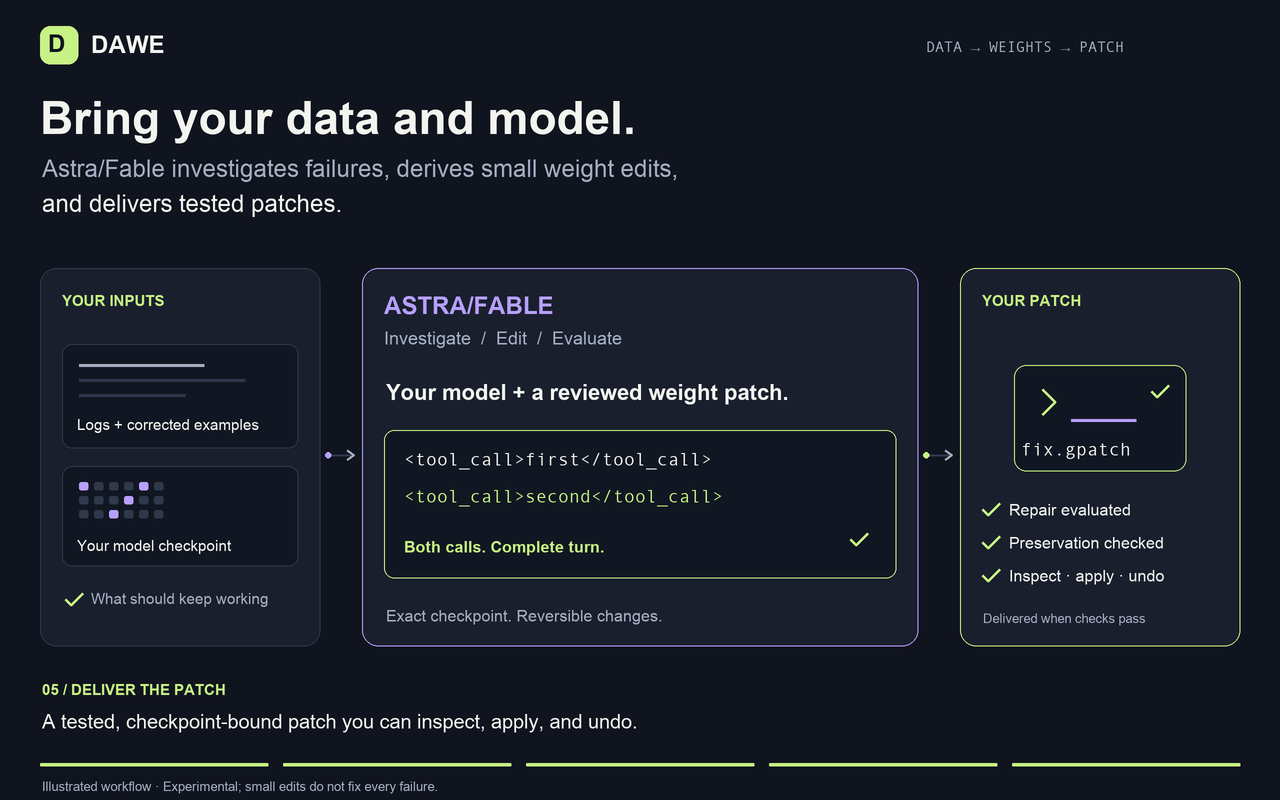 D DAWE
DATA → WEIGHTS → PATCH
Bring your data and model.
Astra/Fable investigates failures, derives small weight edits,
and delivers tested patches.
YOUR INPUTS
Logs + corrected examples
Your model checkpoint
What should keep working
ASTRA/FABLE
Investigate / Edit / Evaluate
Your model + a reviewed weight patch.
<tool_call>first</tool_call>
<tool_call>second</tool_call>
Both calls. Complete turn.
Exact checkpoint. Reversible changes.
YOUR PATCH
fix.gpatch
Repair evaluated
Preservation checked
Inspect · apply · undo
Delivered when checks pass
05 / DELIVER THE PATCH
A tested, checkpoint-bound patch you can inspect, apply, and undo.
Illustrated workflow · Experimental; small edits do not fix every failure.